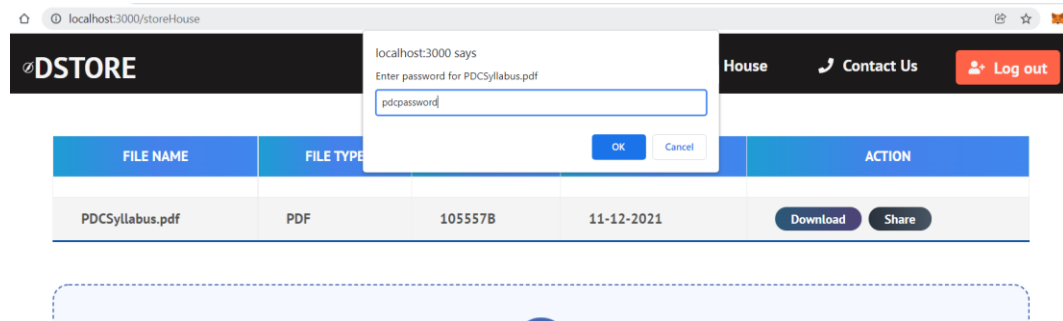 localhost:3000/storeHouse
DSTORE
House
Contact Us
Log out
localhost:3000 says
Enter password for PDCSyllabus.pdf
pdcpassword
OK
Cancel
FILE NAME
FILE TYPE
ACTION
PDCSyllabus.pdf
PDF
105557B
11-12-2021
Download
Share